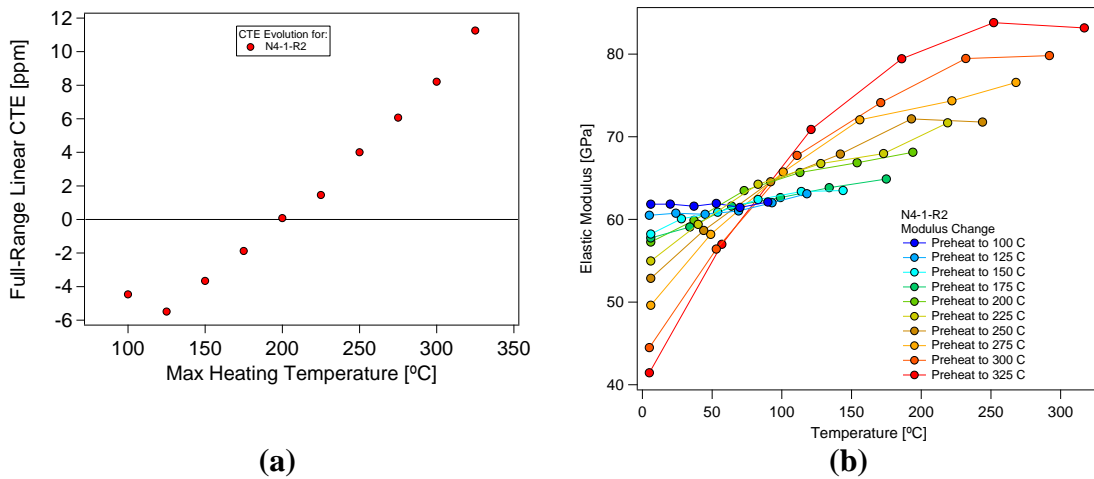 12
10
8
6
4
2
0
-2
-4
-6
Full-Range Linear CTE [ppm]
CTE Evolution for:
N4-1-R2
100
150
200
250
300
350
Max Heating Temperature [ºC]
(a)
80
70
60
50
40
Elastic Modulus [GPa]
N4-1-R2
Modulus Change
Preheat to 100 C
Preheat to 125 C
Preheat to 150 C
Preheat to 175 C
Preheat to 200 C
Preheat to 225 C
Preheat to 250 C
Preheat to 275 C
Preheat to 300 C
Preheat to 325 C
0
50
100
150
200
250
300
Temperature [ºC]
(b)